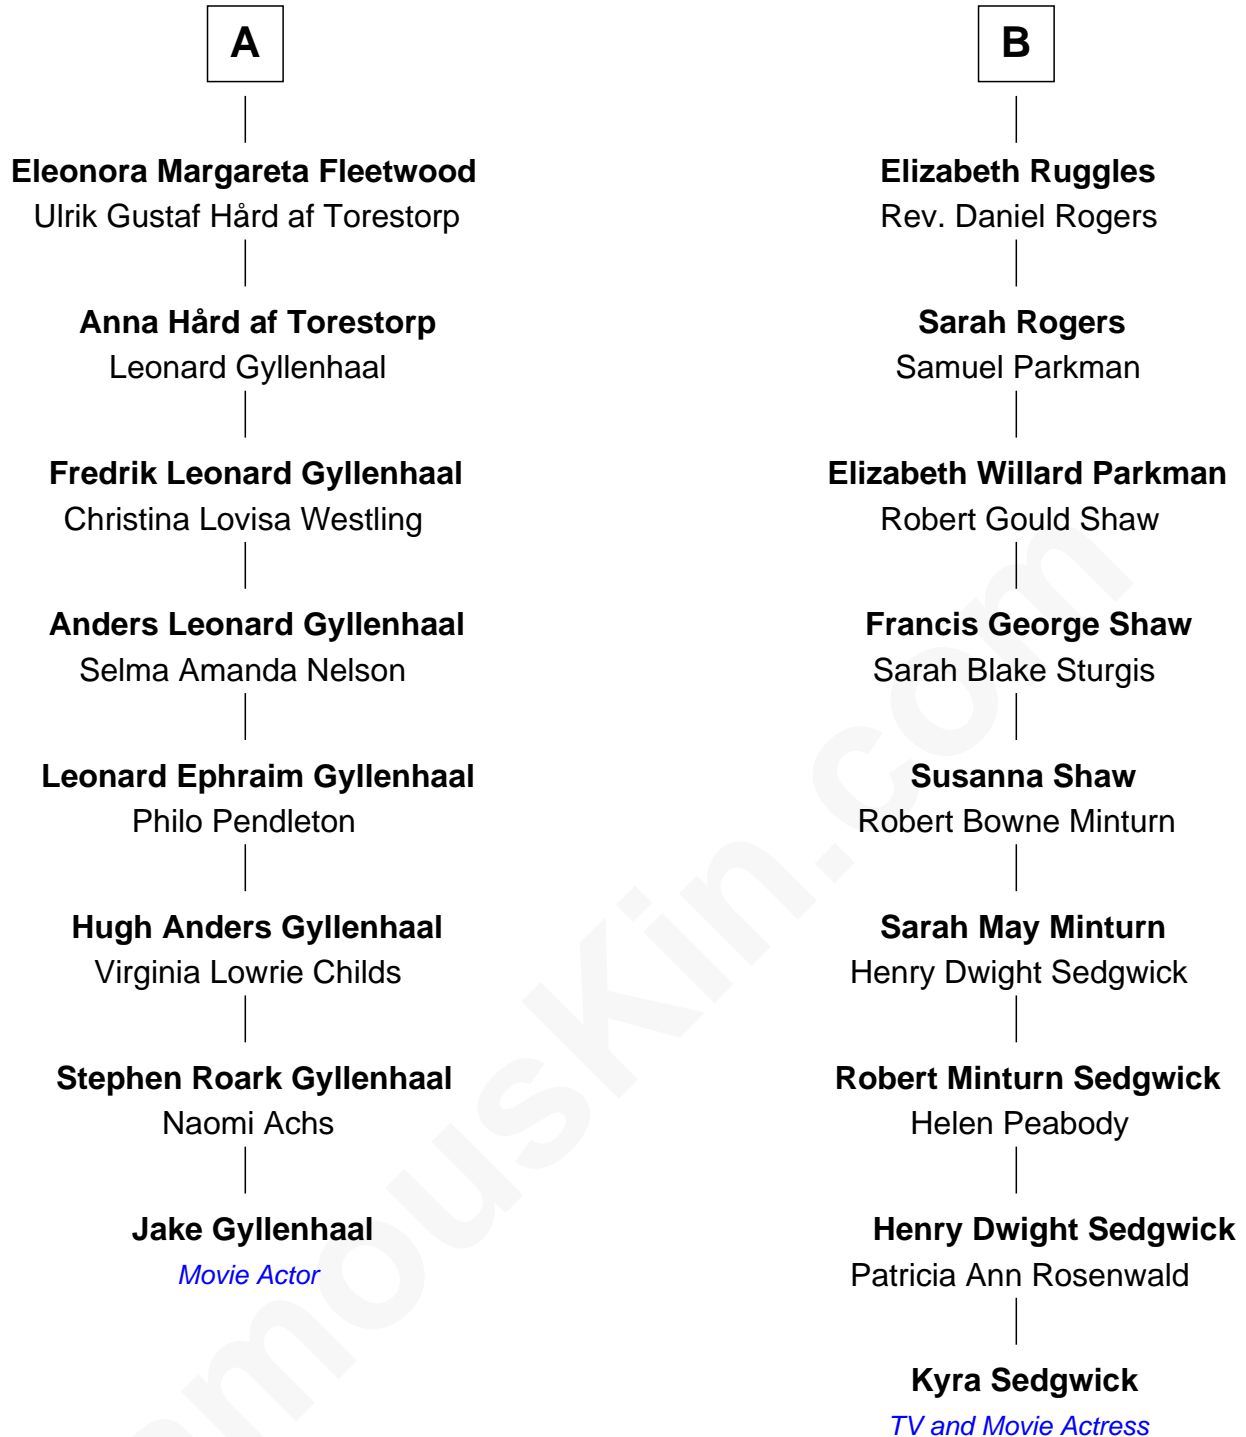 A
Eleonora Margareta Fleetwood
Ulrik Gustaf Hård af Torestorp
Anna Hård af Torestorp
Leonard Gyllenhaal
Fredrik Leonard Gyllenhaal
Christina Lovisa Westling
Anders Leonard Gyllenhaal
Selma Amanda Nelson
Leonard Ephraim Gyllenhaal
Philo Pendleton
Hugh Anders Gyllenhaal
Virginia Lowrie Childs
Stephen Roark Gyllenhaal
Naomi Achs
Jake Gyllenhaal
Movie Actor
B
Elizabeth Ruggles
Rev. Daniel Rogers
Sarah Rogers
Samuel Parkman
Elizabeth Willard Parkman
Robert Gould Shaw
Francis George Shaw
Sarah Blake Sturgis
Susanna Shaw
Robert Bowne Minturn
Sarah May Minturn
Henry Dwight Sedgwick
Robert Minturn Sedgwick
Helen Peabody
Henry Dwight Sedgwick
Patricia Ann Rosenwald
Kyra Sedgwick
TV and Movie Actress
amouskin.com